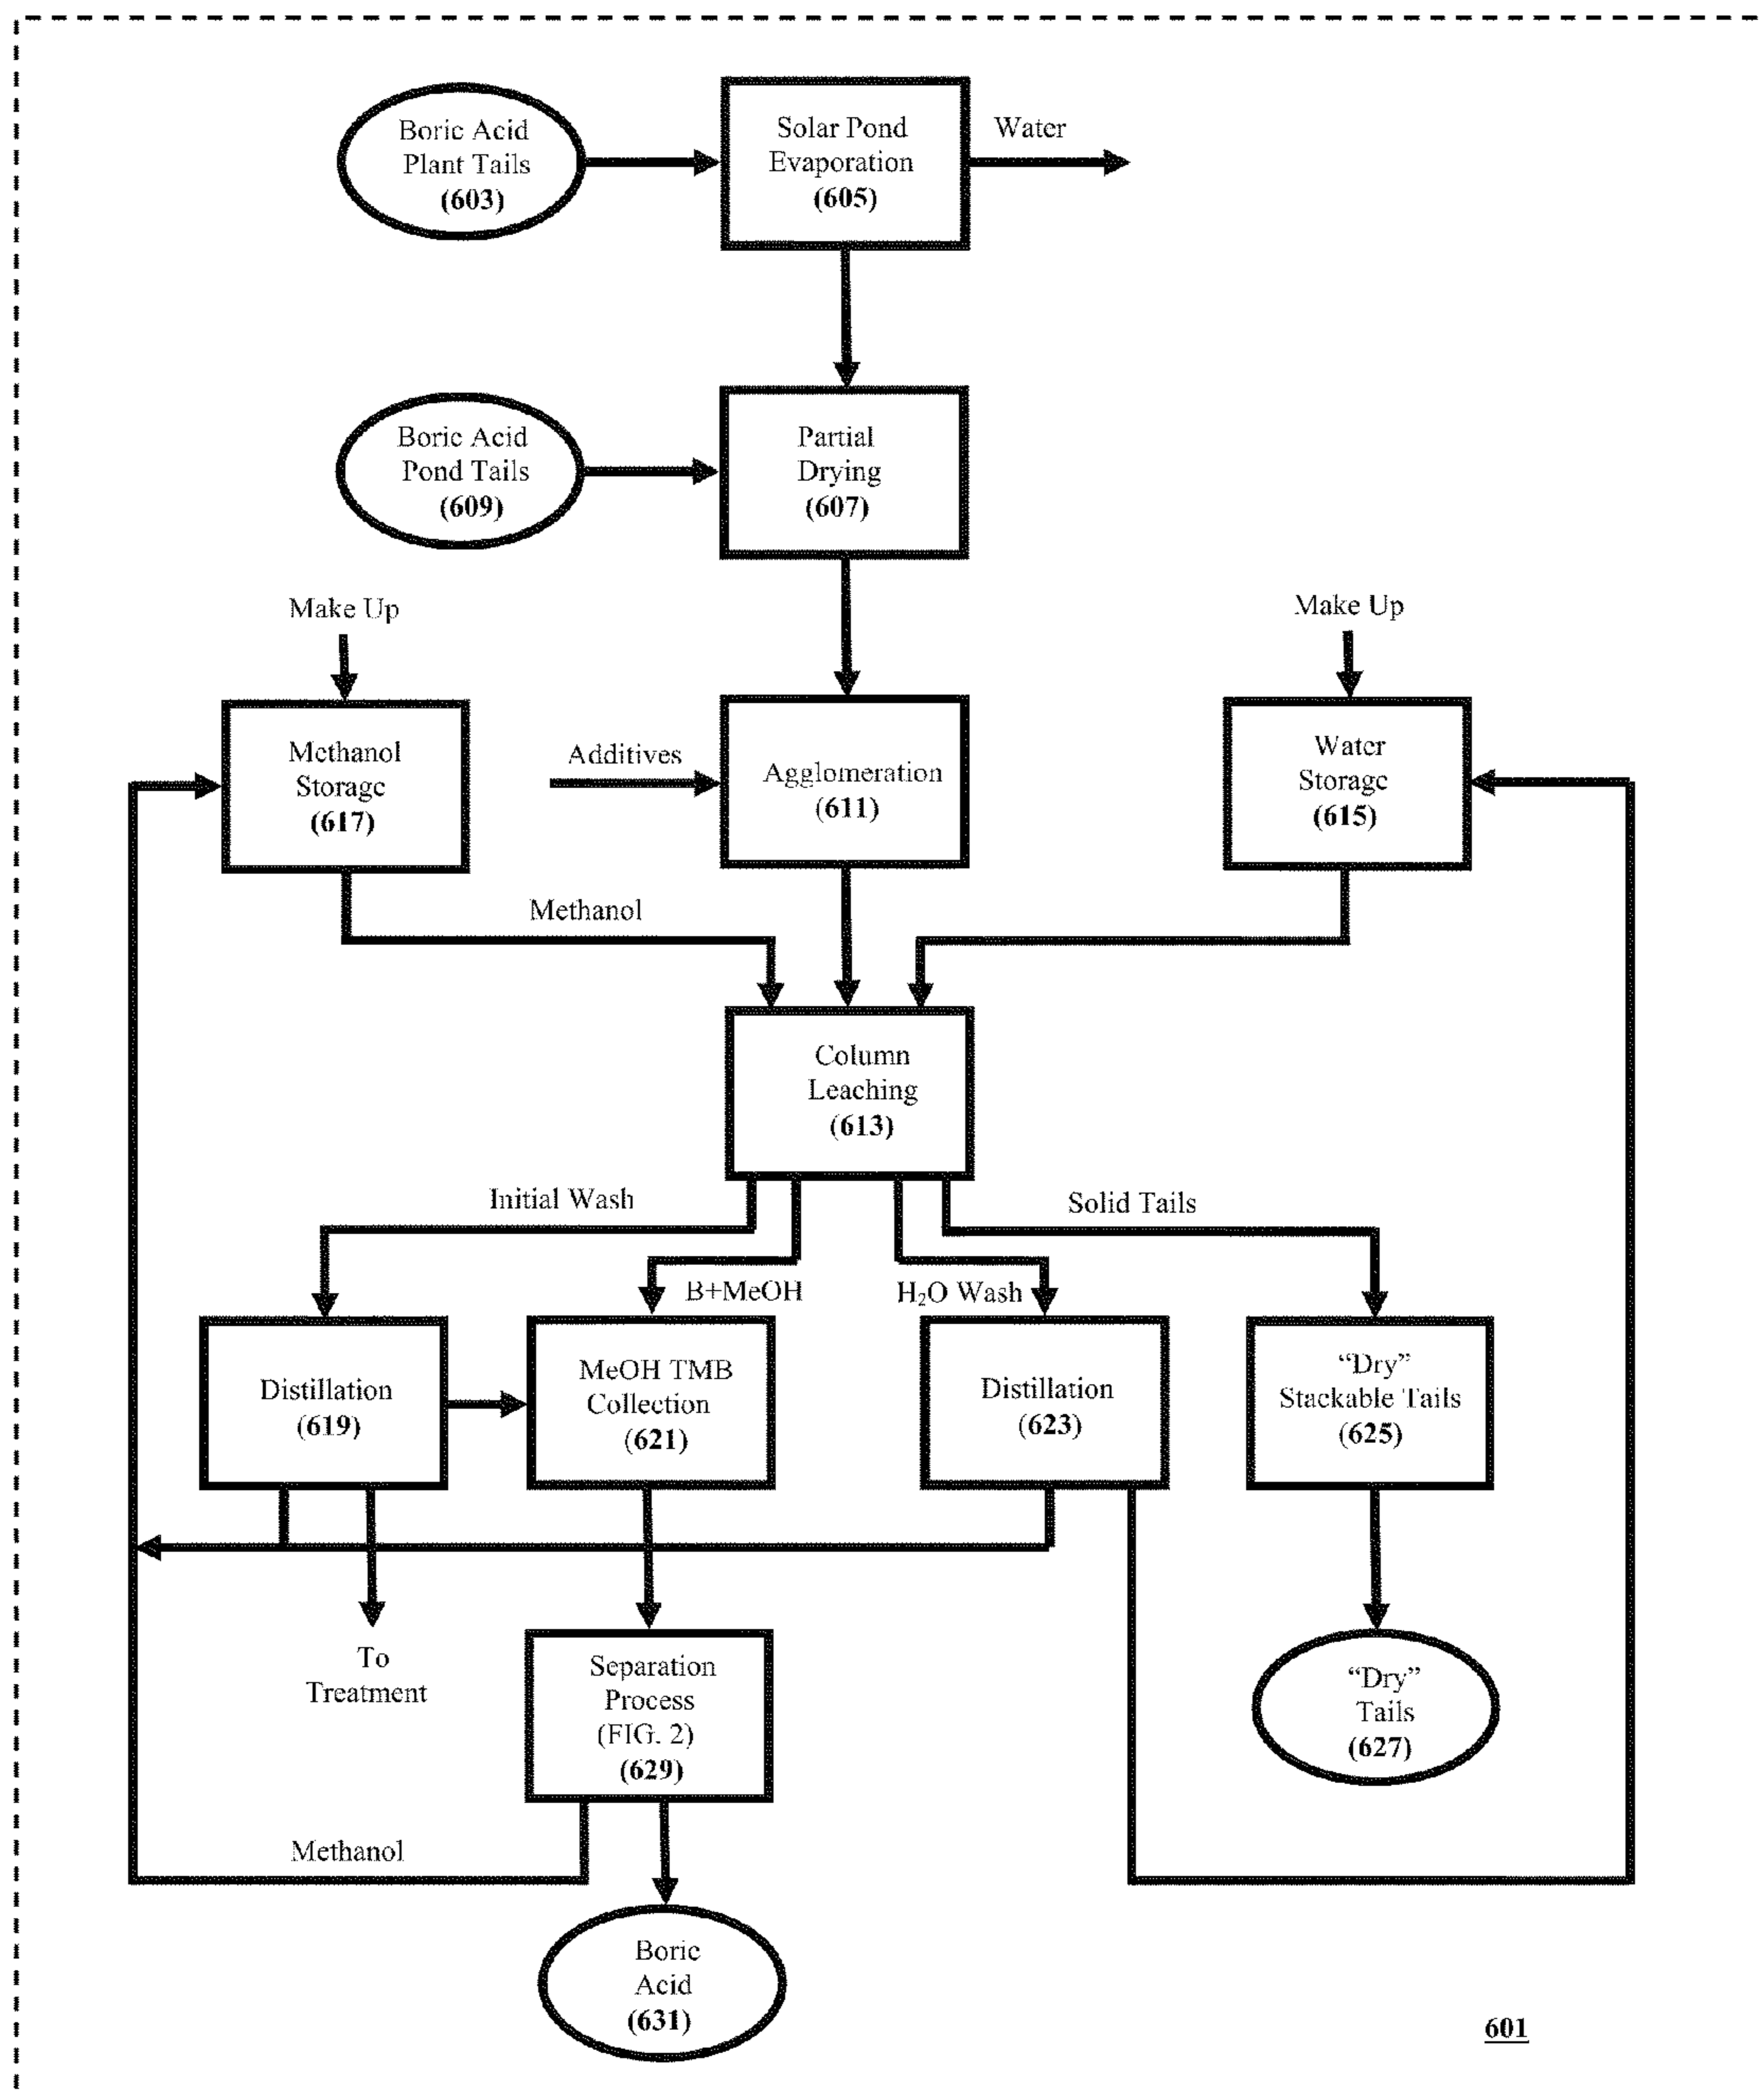 Boric Acid
Plant Tails
(603)
Solar Pond
Evaporation
(605)
Water
Boric Acid
Pond Tails
(609)
Partial
Drying
(607)
Make Up
Make Up
Methanol
Storage
(617)
Additives
Agglomeration
(611)
Water
Storage
(615)
Methanol
Column
Leaching
(613)
Initial Wash
Solid Tails
B+MeOH
H₂O Wash
Distillation
(619)
MeOH TMB
Collection
(621)
Distillation
(623)
“Dry”
Stackable Tails
(625)
To
Treatment
Separation
Process
(FIG. 2)
(629)
“Dry”
Tails
(627)
Methanol
Boric
Acid
(631)
601